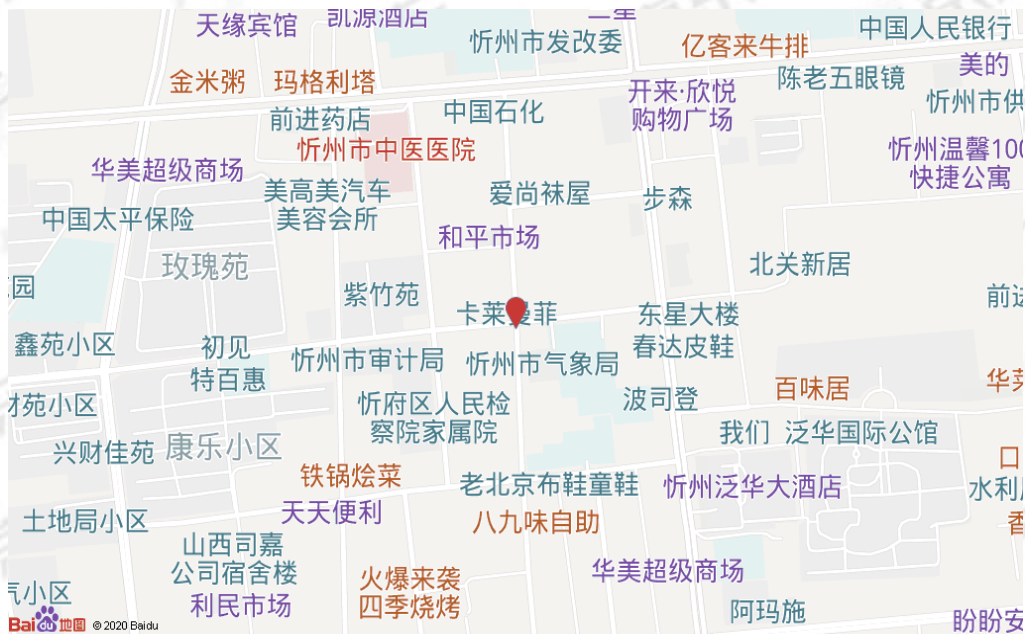 天缘宾馆
凯源酒店
忻州市发改委
亿客来牛排
中国人民银行
金米粥
玛格利塔
陈老五眼镜
美的
开来·欣悦
购物广场
忻州市供
前进药店
中国石化
忻州市中医医院
华美超级商场
忻州温馨100
快捷公寓
美高美汽车
美容会所
爱尚袜屋
步森
中国太平保险
和平市场
玫瑰苑
北关新居
紫竹苑
前进
卡莱曼菲
东星大楼
鑫苑小区
初见
特百惠
忻州市审计局
忻州市气象局
春达皮鞋
百味居
华莱
财苑小区
忻府区人民检
察院家属院
波司登
兴财佳苑
康乐小区
我们
泛华国际公馆
铁锅烩菜
老北京布鞋童鞋
忻州泛华大酒店
水利
土地局小区
天天便利
八九味自助
香
山西司嘉
公司宿舍楼
火爆来袭
四季烧烤
华美超级商场
利民市场
阿玛施
盼盼安
Bai 地图 © 2020 Baidu